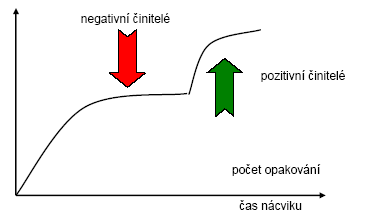 negativní činitelé
pozitivní činitelé
počet opakování
čas nácviku